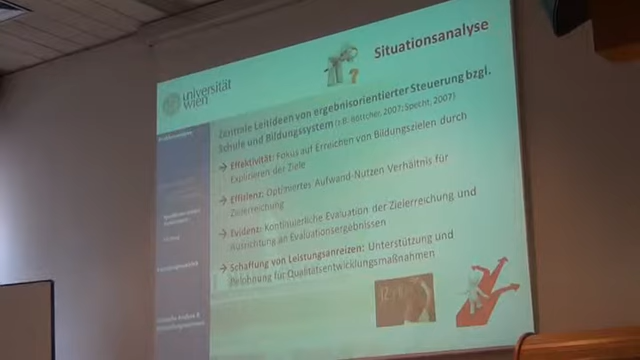 universität
wien
Situationsanalyse
Zentrale Leitideen von ergebnisorientierter Steuerung bzgl.
Schule und Bildungssystem (z.B. Böttcher, 2007; Specht, 2007)
→ Effektivität: Fokus auf Erreichen von Bildungszielen durch
Explizieren der Ziele
→ Effizienz: Optimiertes Aufwand-Nutzen Verhältnis für
Zielerreichung
→ Evidenz: Kontinuierliche Evaluation der Zielerreichung und
Ausrichtung an Evaluationsergebnissen
→ Schaffung von Leistungsanreizen: Unterstützung und
Belohnung für Qualitätsentwicklungsmaßnahmen